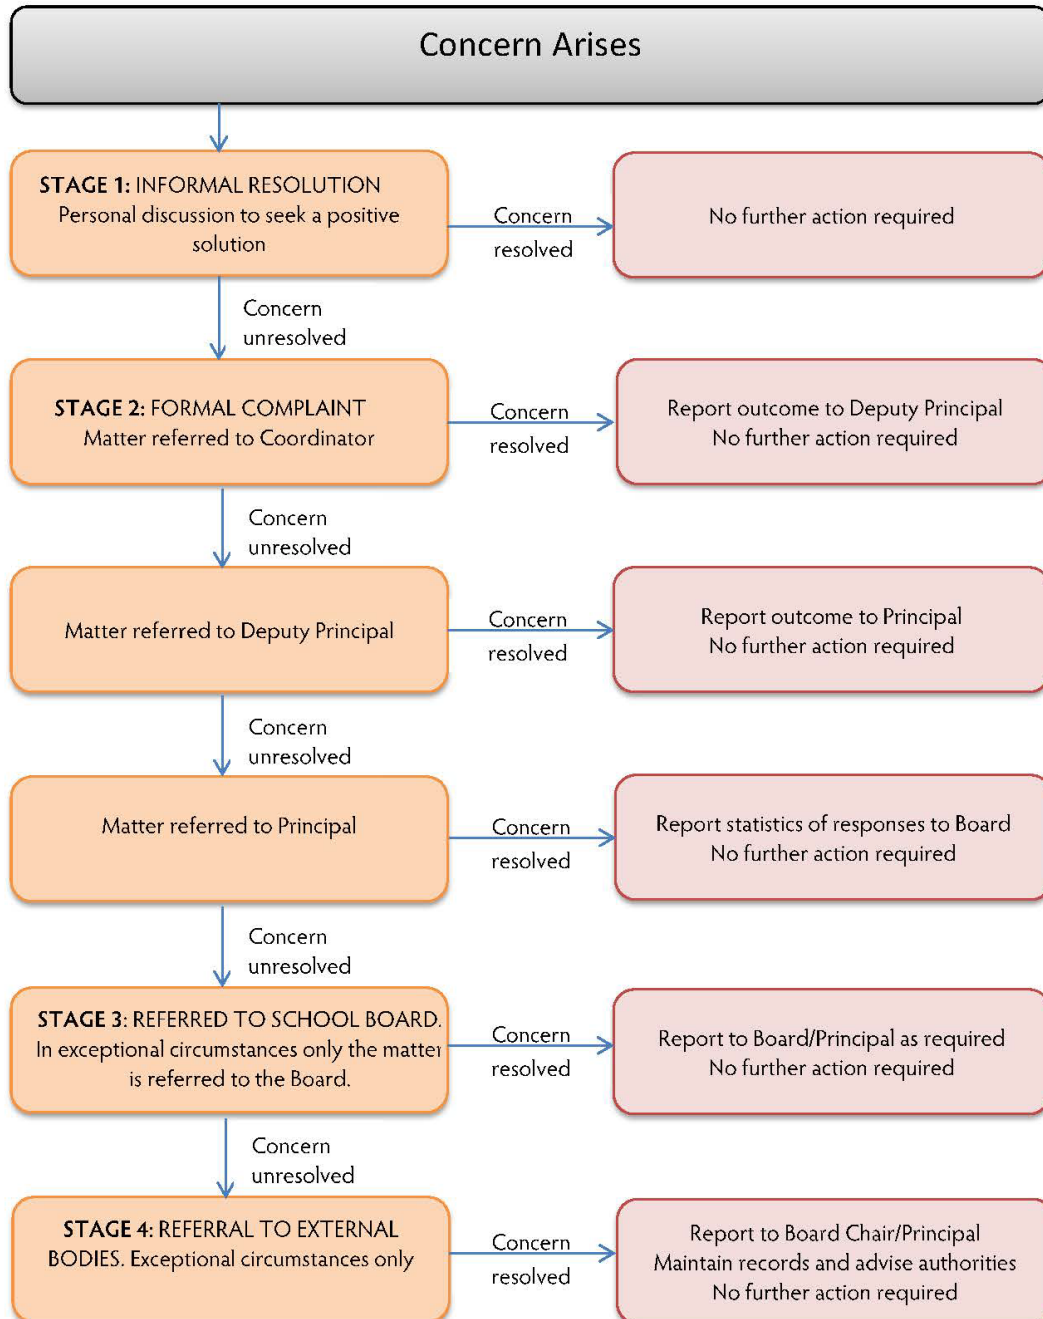 Concern Arises
STAGE 1: INFORMAL RESOLUTION
Personal discussion to seek a positive
solution
Concern
resolved
No further action required
Concern
unresolved
STAGE 2: FORMAL COMPLAINT
Matter referred to Coordinator
Concern
resolved
Report outcome to Deputy Principal
No further action required
Concern
unresolved
Matter referred to Deputy Principal
Concern
resolved
Report outcome to Principal
No further action required
Concern
unresolved
Matter referred to Principal
Concern
resolved
Report statistics of responses to Board
No further action required
Concern
unresolved
STAGE 3: REFERRED TO SCHOOL BOARD.
In exceptional circumstances only the matter
is referred to the Board.
Concern
resolved
Report to Board/Principal as required
No further action required
Concern
unresolved
STAGE 4: REFERRAL TO EXTERNAL
BODIES. Exceptional circumstances only
Concern
resolved
Report to Board Chair/Principal
Maintain records and advise authorities
No further action required